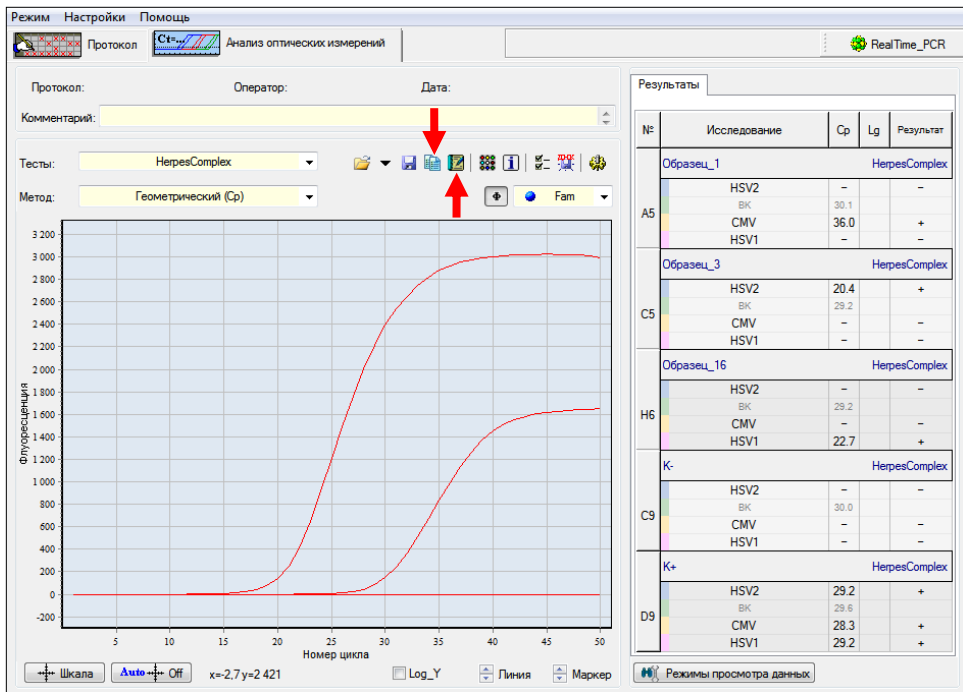 Режим Настройки Помощь
Протокол Ct=... Анализ оптических измерений RealTime_PCR
Протокол: Оператор: Дата:
Комментарий:
Тесты: HerpesComplex
Метод: Геометрический (Cp) Fam
3 200
3 000
2 800
2 600
2 400
2 200
2 000
1 800
1 600
1 400
1 200
1 000
800
600
400
200
0
-200
Флуоресценция
5 10 15 20 25 30 35 40 45 50
Номер цикла
Шкала Auto Off x=-2,7 y=2 421 Log_Y Линия Маркер
Результаты
№ Исследование Cp Lg Результат
Образец_1 HerpesComplex
A5
HSV2 – –
ВК 30.1
CMV 36.0 +
HSV1 – –
Образец_3 HerpesComplex
C5
HSV2 20.4 +
ВК 29.2
CMV – –
HSV1 – –
Образец_16 HerpesComplex
H6
HSV2 – –
ВК 29.2
CMV – –
HSV1 22.7 +
К- HerpesComplex
C9
HSV2 – –
ВК 30.0
CMV – –
HSV1 – –
К+ HerpesComplex
D9
HSV2 29.2 +
ВК 29.6
CMV 28.3 +
HSV1 29.2 +
Режимы просмотра данных